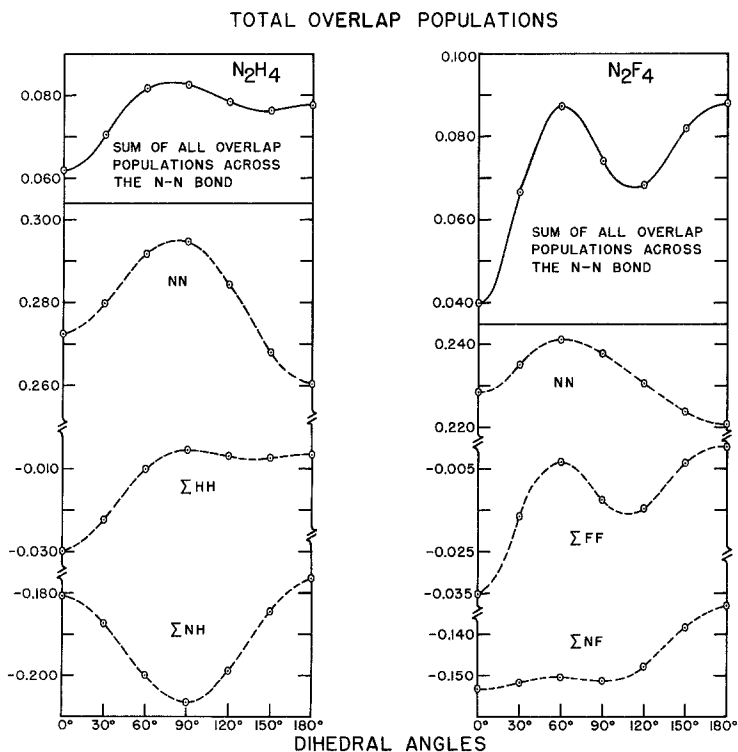 TOTAL OVERLAP POPULATIONS
N₂H₄
0.080
SUM OF ALL OVERLAP
POPULATIONS ACROSS
THE N-N BOND
0.060
0.300
NN
0.280
0.260
-0.010
ΣHH
-0.030
-0.180
ΣNH
-0.200
0° 30° 60° 90° 120° 150° 180°
0.100
N₂F₄
0.080
0.060
SUM OF ALL OVERLAP
POPULATIONS ACROSS
THE N-N BOND
0.040
0.240
NN
0.220
-0.005
ΣFF
-0.025
-0.035
ΣNF
-0.140
-0.150
0° 30° 60° 90° 120° 150° 180°
DIHEDRAL ANGLES